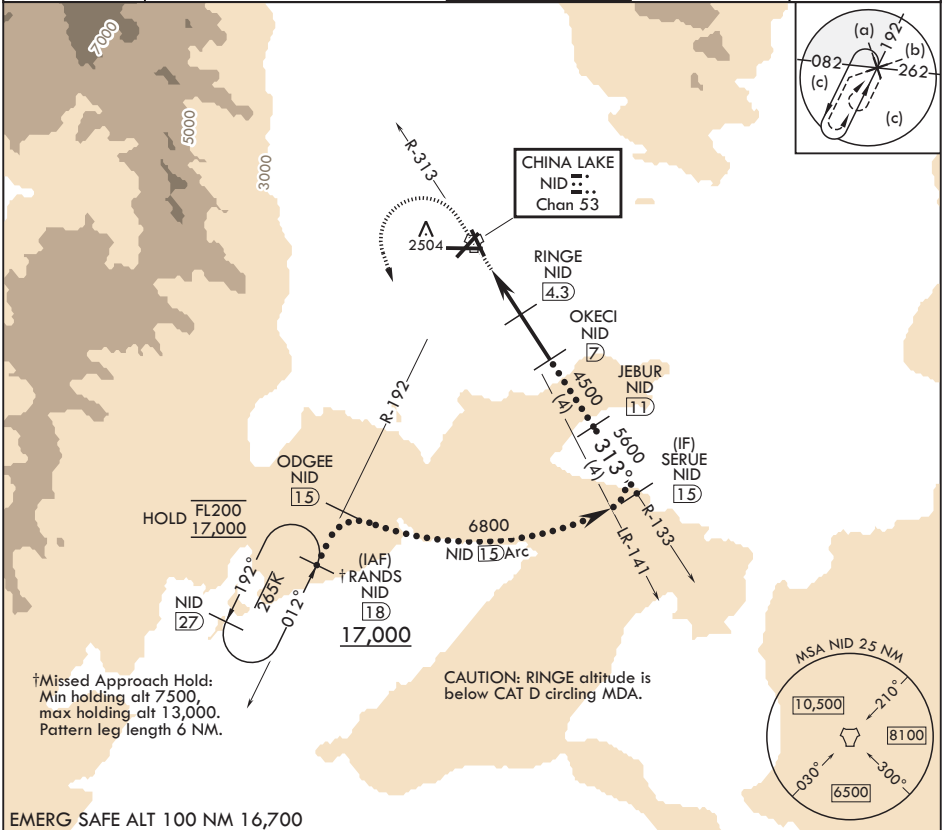 7000
5000
3000
(a)
192
(b)
082
262
(c)
(c)
R-313
CHINA LAKE
NID
Chan 53
2504
RINGE
NID
4.3
OKECI
NID
7
JEBUR
NID
11
4500
(4)
5600
(4)
313°
(IF)
SERUE
NID
15
R-133
LR-141
R-192
ODGEE
NID
15
6800
NID 15 Arc
HOLD FL200
17,000
192°
265K
012°
(IAF)
†RANDS
NID
18
17,000
NID
27
†Missed Approach Hold:
Min holding alt 7500,
max holding alt 13,000.
Pattern leg length 6 NM.
CAUTION: RINGE altitude is
below CAT D circling MDA.
MSA NID 25 NM
210°
10,500
8100
030°
300°
6500
EMERG SAFE ALT 100 NM 16,700